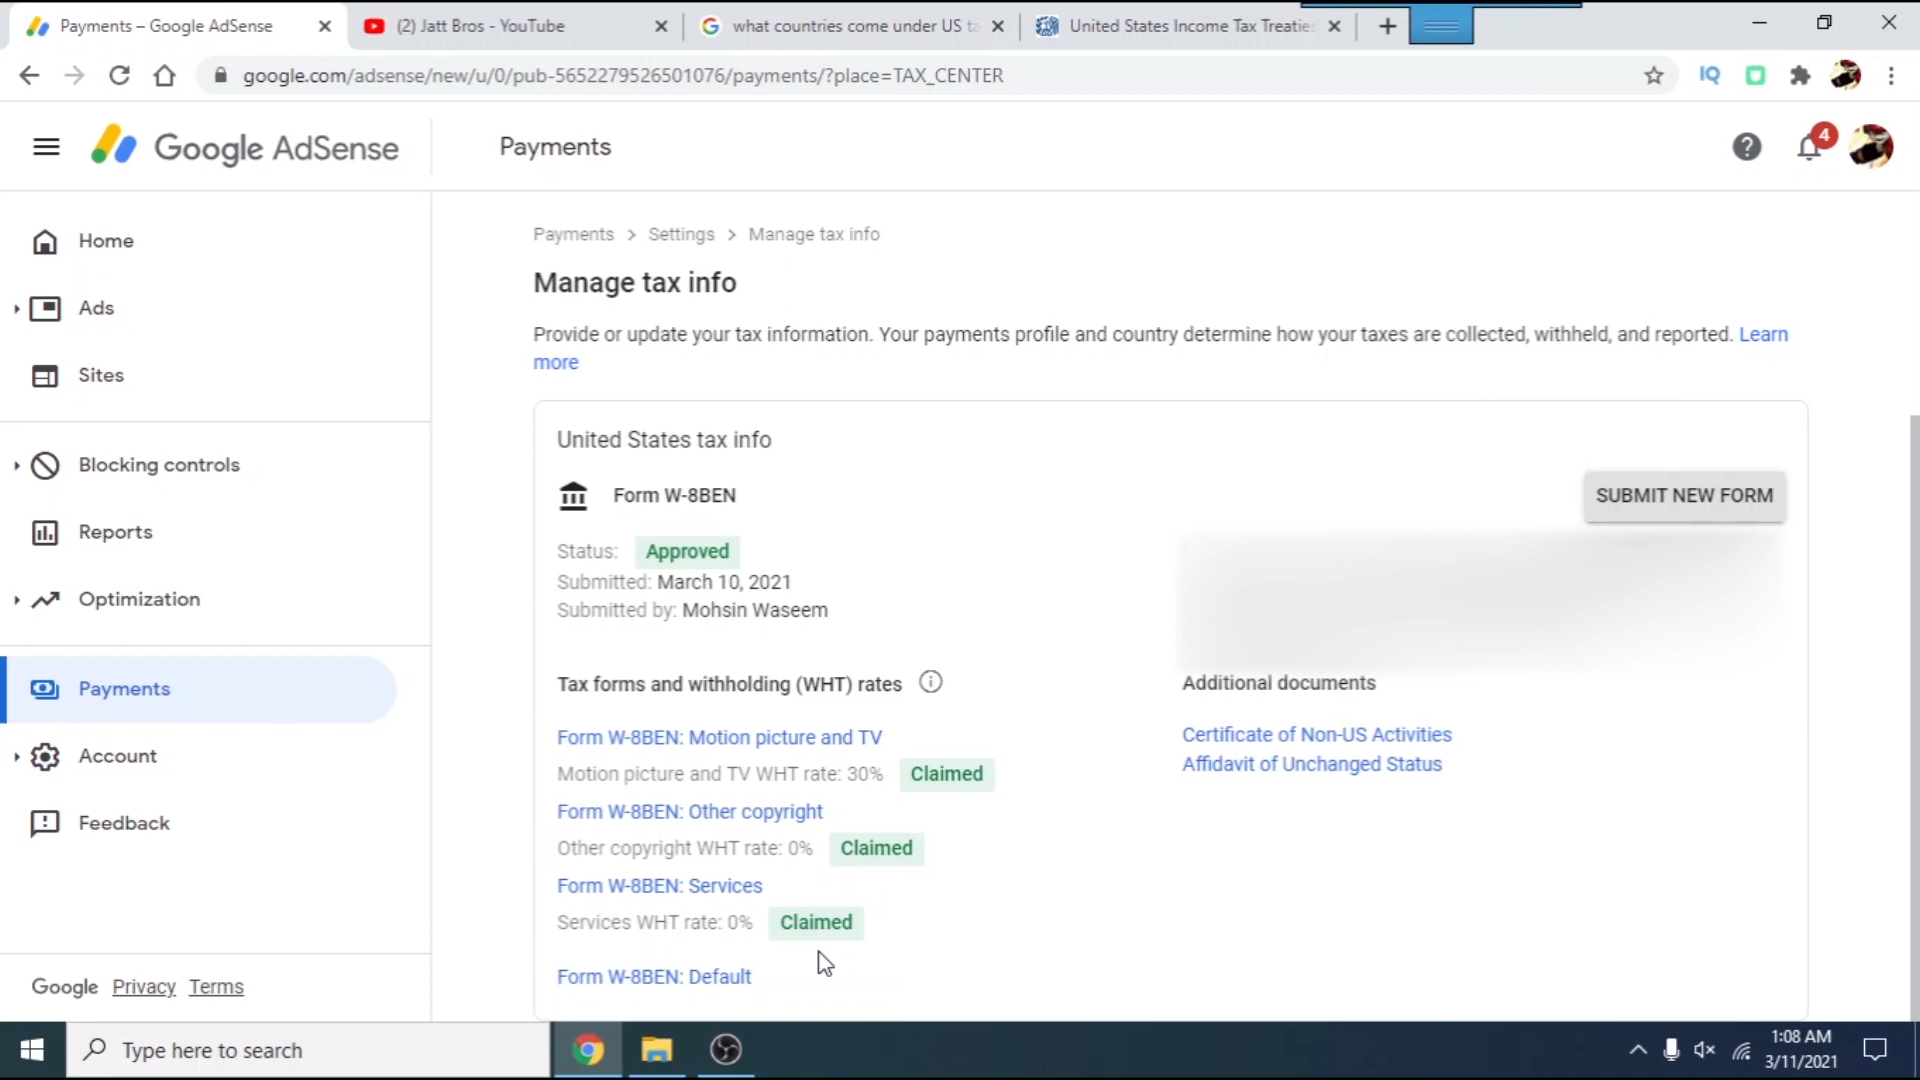 Payments – Google AdSense
(2) Jatt Bros - YouTube
what countries come under US ta
United States Income Tax Treaties
google.com/adsense/new/u/0/pub-5652279526501076/payments/?place=TAX_CENTER
IQ
Google AdSense
Payments
4
Home
Ads
Sites
Blocking controls
Reports
Optimization
Payments
Account
Feedback
Google Privacy Terms
Payments > Settings > Manage tax info
Manage tax info
Provide or update your tax information. Your payments profile and country determine how your taxes are collected, withheld, and reported. Learn
more
United States tax info
Form W-8BEN
SUBMIT NEW FORM
Status: Approved
Submitted: March 10, 2021
Submitted by: Mohsin Waseem
Tax forms and withholding (WHT) rates
Form W-8BEN: Motion picture and TV
Motion picture and TV WHT rate: 30% Claimed
Form W-8BEN: Other copyright
Other copyright WHT rate: 0% Claimed
Form W-8BEN: Services
Services WHT rate: 0% Claimed
Form W-8BEN: Default
Additional documents
Certificate of Non-US Activities
Affidavit of Unchanged Status
Type here to search
1:08 AM
3/11/2021